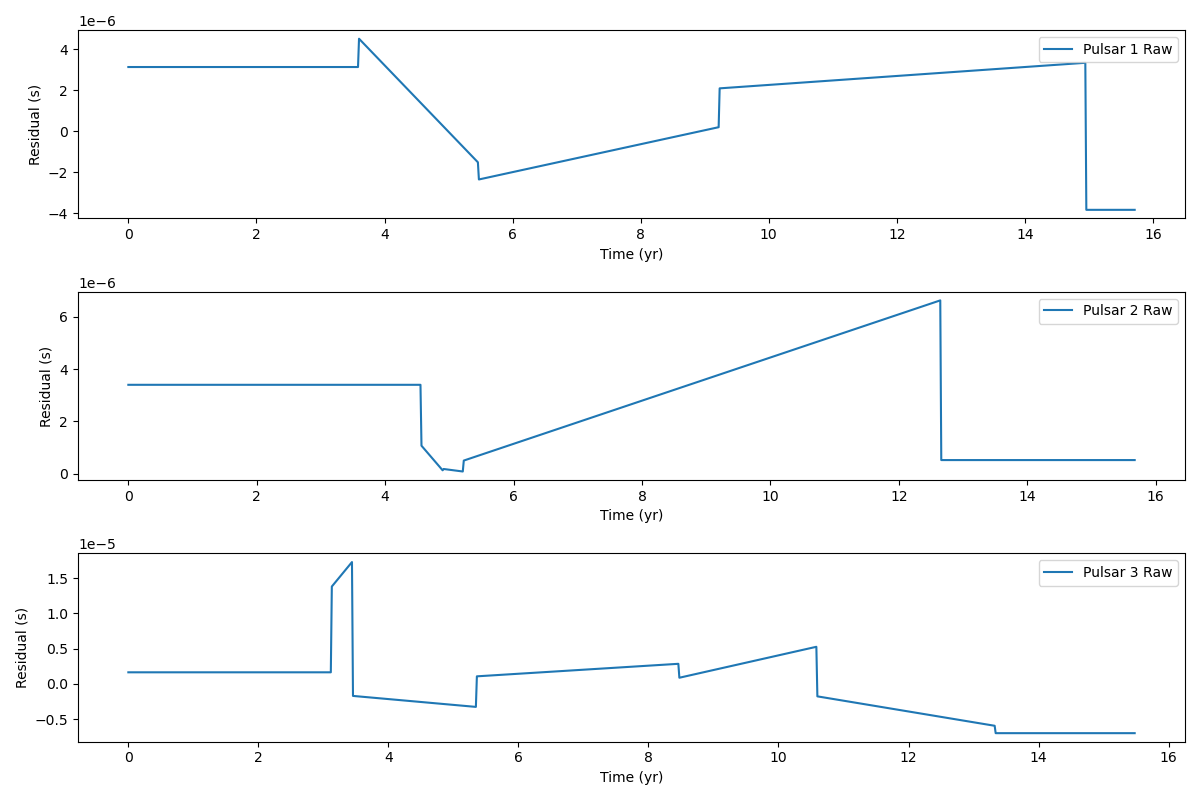 1e−6
Pulsar 1 Raw
4
2
0
−2
−4
Residual (s)
0 2 4 6 8 10 12 14 16
Time (yr)
1e−6
Pulsar 2 Raw
6
4
2
0
Residual (s)
0 2 4 6 8 10 12 14 16
Time (yr)
1e−5
Pulsar 3 Raw
1.5
1.0
0.5
0.0
−0.5
Residual (s)
0 2 4 6 8 10 12 14 16
Time (yr)